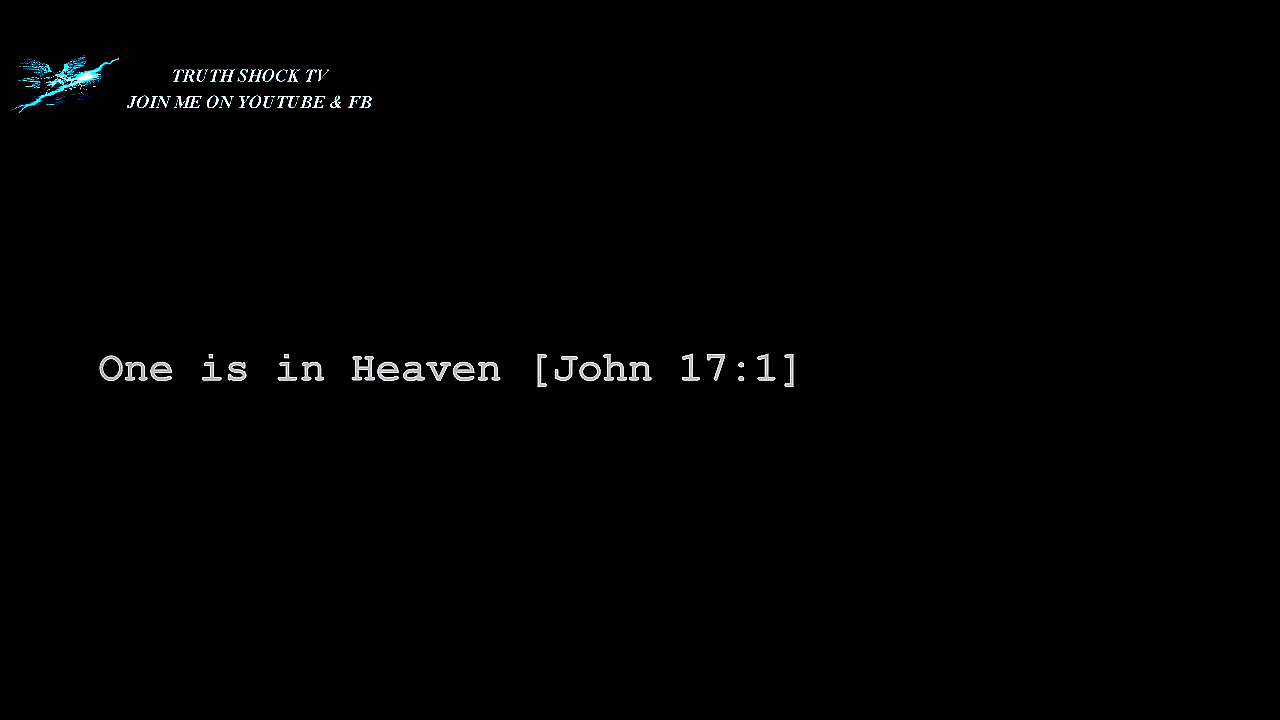 TRUTH SHOCK TV
JOIN ME ON YOUTUBE & FB
One is in Heaven [John 17:1]